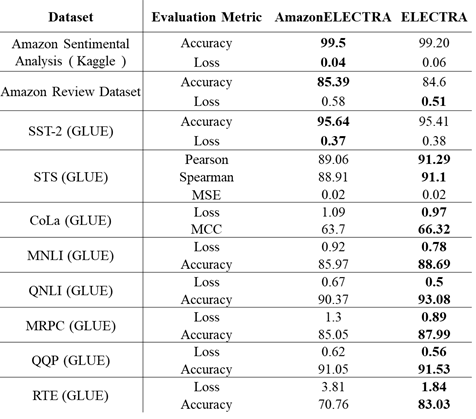 Dataset Evaluation Metric AmazonELECTRA ELECTRA
Amazon Sentimental Analysis ( Kaggle ) Accuracy 99.5 99.20
Loss 0.04 0.06
Amazon Review Dataset Accuracy 85.39 84.6
Loss 0.58 0.51
SST-2 (GLUE) Accuracy 95.64 95.41
Loss 0.37 0.38
STS (GLUE) Pearson 89.06 91.29
Spearman 88.91 91.1
MSE 0.02 0.02
CoLa (GLUE) Loss 1.09 0.97
MCC 63.7 66.32
MNLI (GLUE) Loss 0.92 0.78
Accuracy 85.97 88.69
QNLI (GLUE) Loss 0.67 0.5
Accuracy 90.37 93.08
MRPC (GLUE) Loss 1.3 0.89
Accuracy 85.05 87.99
QQP (GLUE) Loss 0.62 0.56
Accuracy 91.05 91.53
RTE (GLUE) Loss 3.81 1.84
Accuracy 70.76 83.03